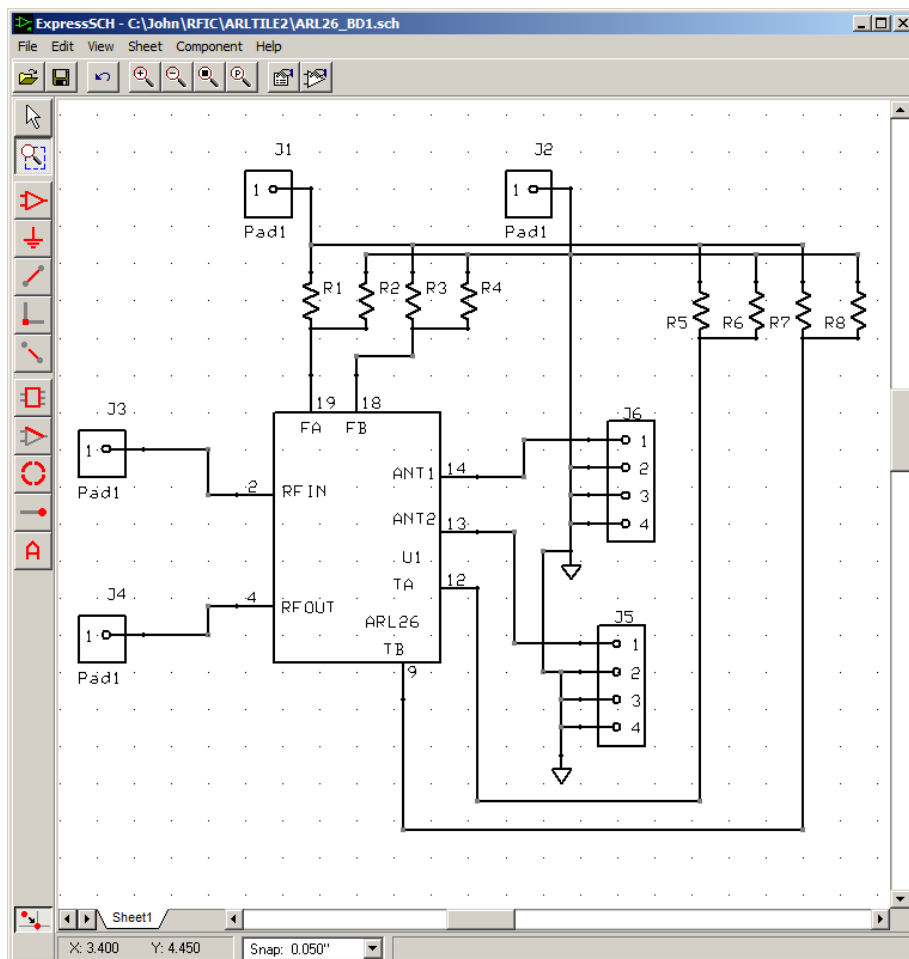 ExpressSCH - C:\John\RFIC\ARLTILE2\ARL26_BD1.sch
File Edit View Sheet Component Help
J1 J2
1 1
Pad1 Pad1
R1 R2 R3 R4
R5 R6 R7 R8
19 18
FA FB
J3
1
Pad1
2 RFIN
ANT1 14
J6
1
2
3
4
ANT2 13
U1
TA 12
J4
1
Pad1
4 RFOUT
ARL26
TB
9
J5
1
2
3
4
A
Sheet1
X: 3.400 Y: 4.450 Snap: 0.050"